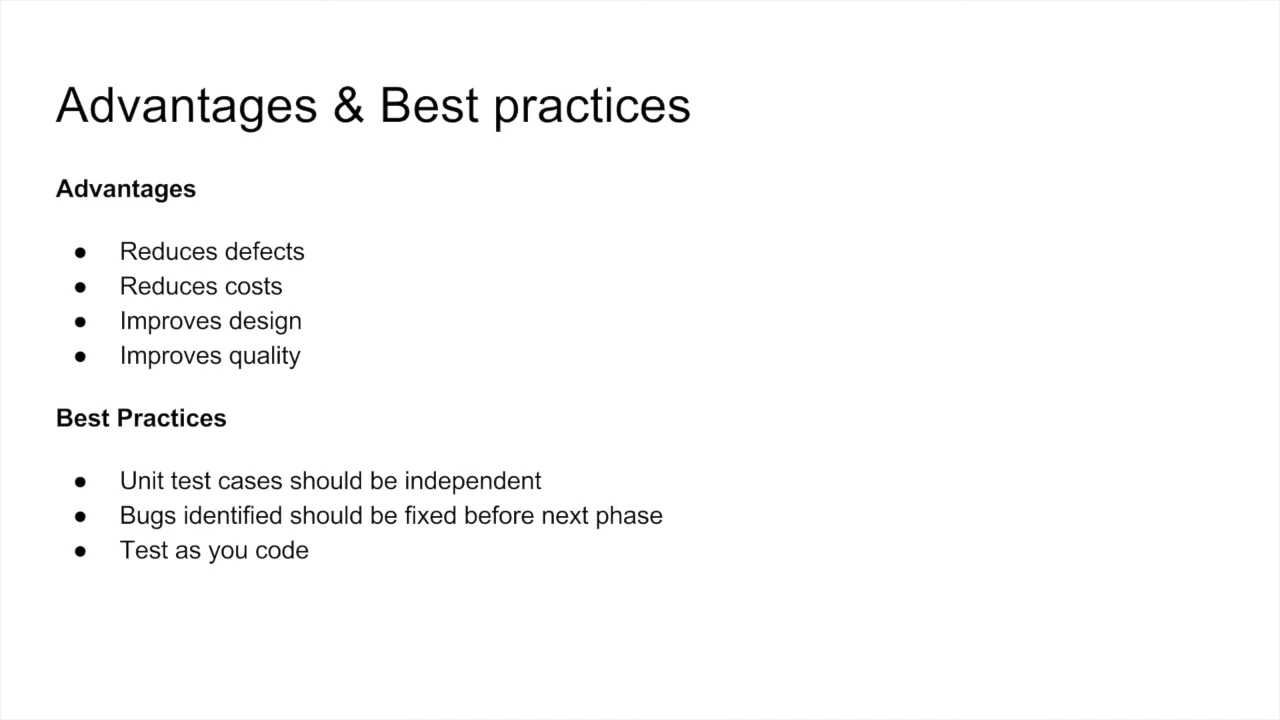 Advantages & Best practices
Advantages
● Reduces defects
● Reduces costs
● Improves design
● Improves quality
Best Practices
● Unit test cases should be independent
● Bugs identified should be fixed before next phase
● Test as you code